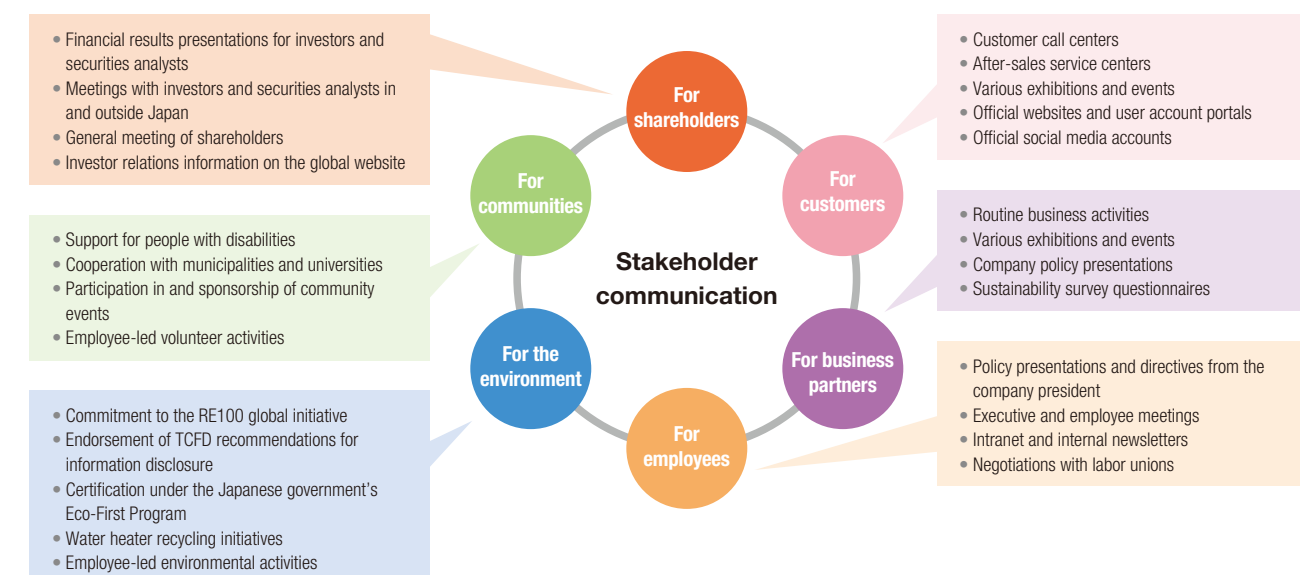 • Financial results presentations for investors and
securities analysts
• Meetings with investors and securities analysts in
and outside Japan
• General meeting of shareholders
• Investor relations information on the global website
• Support for people with disabilities
• Cooperation with municipalities and universities
• Participation in and sponsorship of community
events
• Employee-led volunteer activities
• Commitment to the RE100 global initiative
• Endorsement of TCFD recommendations for
information disclosure
• Certification under the Japanese government’s
Eco-First Program
• Water heater recycling initiatives
• Employee-led environmental activities
For
shareholders
For
communities
For
customers
Stakeholder
communication
For the
environment
For business
partners
For
employees
• Customer call centers
• After-sales service centers
• Various exhibitions and events
• Official websites and user account portals
• Official social media accounts
• Routine business activities
• Various exhibitions and events
• Company policy presentations
• Sustainability survey questionnaires
• Policy presentations and directives from the
company president
• Executive and employee meetings
• Intranet and internal newsletters
• Negotiations with labor unions